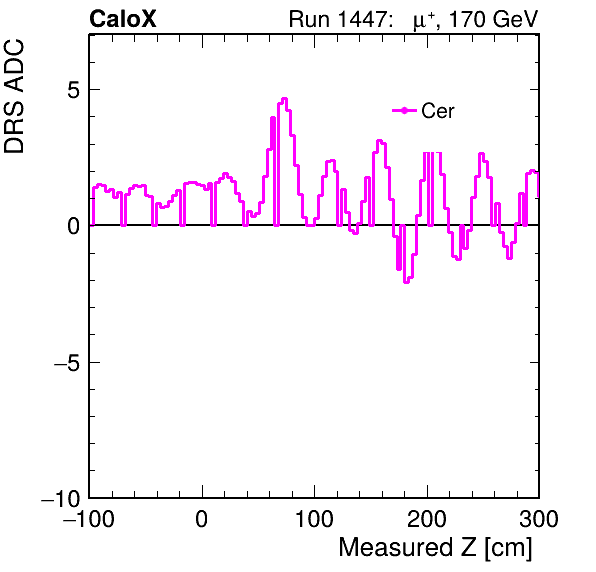 CaloX Run 1447: μ⁺, 170 GeV
DRS ADC
Cer
5
0
−5
−10
−100 0 100 200 300
Measured Z [cm]